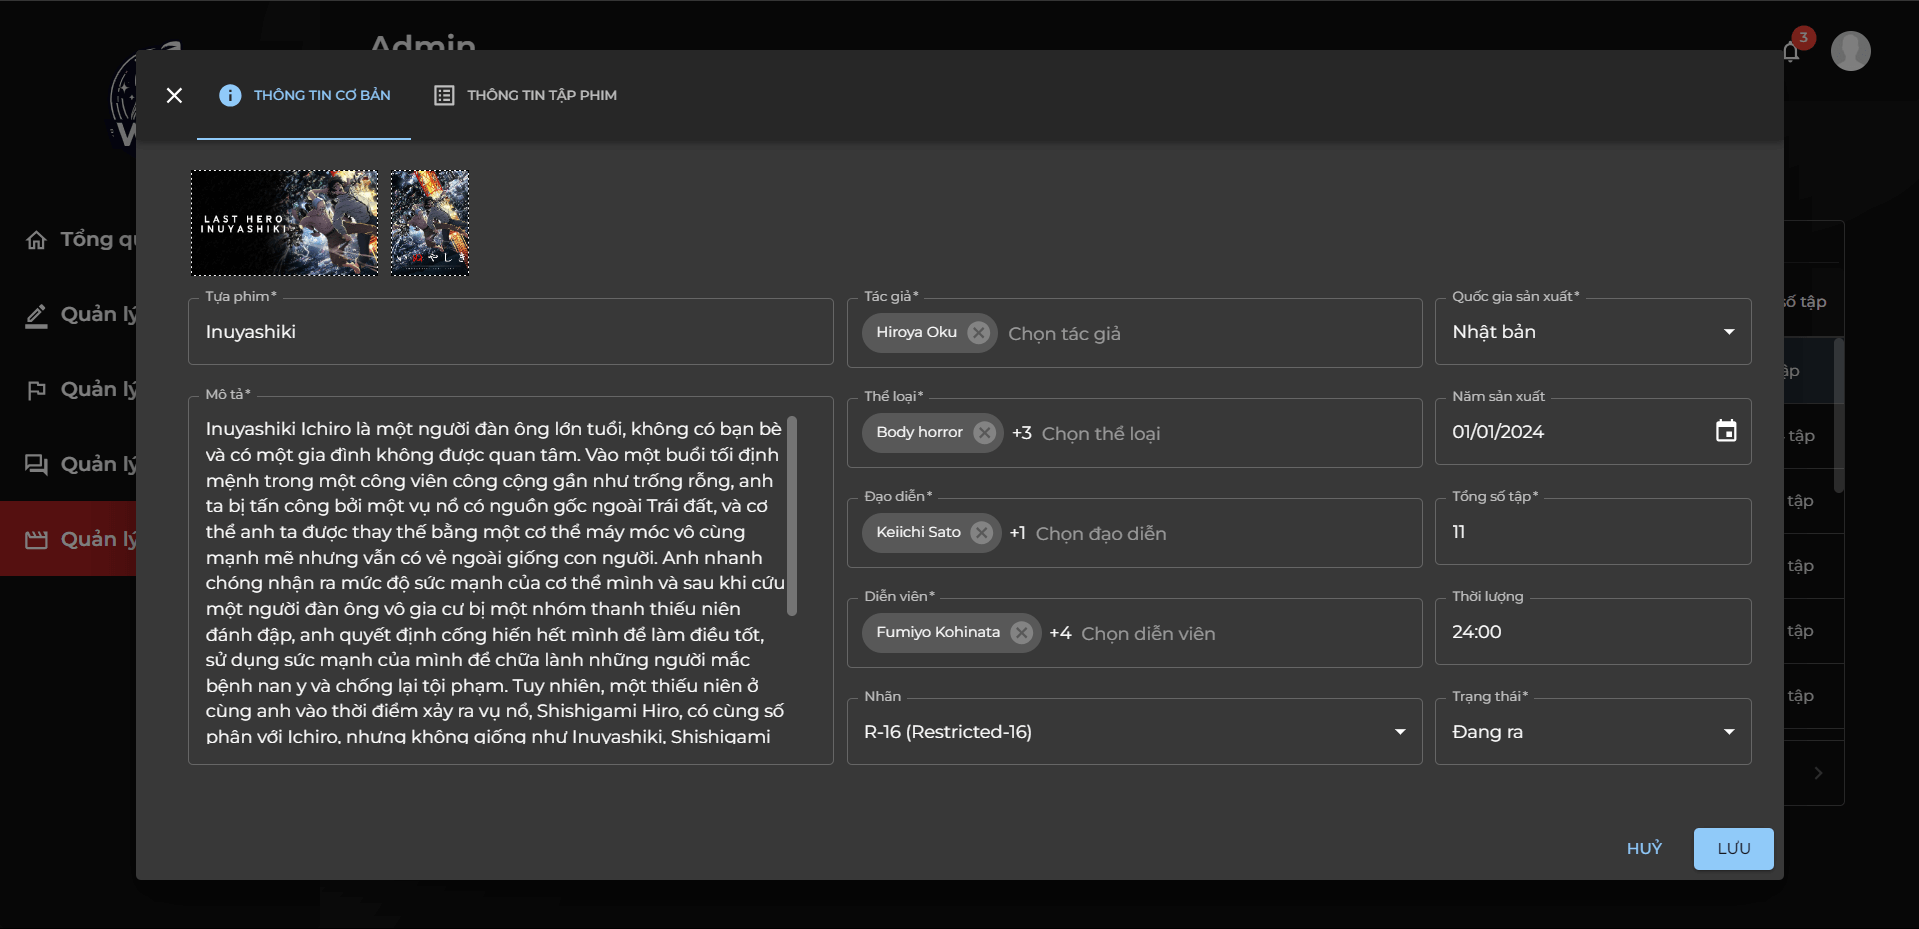 Admin
3
THÔNG TIN CƠ BẢN
THÔNG TIN TẬP PHIM
LAST HERO
INUYASHIKI
いぬやしき
Tổng qu
Quản lý
Quản lý
Quản lý
Quản lý
Tựa phim*
Inuyashiki
Mô tả*
Inuyashiki Ichiro là một người đàn ông lớn tuổi, không có bạn bè
và có một gia đình không được quan tâm. Vào một buổi tối định
mệnh trong một công viên công cộng gần như trống rỗng, anh
ta bị tấn công bởi một vụ nổ có nguồn gốc ngoài Trái đất, và cơ
thể anh ta được thay thế bằng một cơ thể máy móc vô cùng
mạnh mẽ nhưng vẫn có vẻ ngoài giống con người. Anh nhanh
chóng nhận ra mức độ sức mạnh của cơ thể mình và sau khi cứu
một người đàn ông vô gia cư bị một nhóm thanh thiếu niên
đánh đập, anh quyết định cống hiến hết mình để làm điều tốt,
sử dụng sức mạnh của mình để chữa lành những người mắc
bệnh nan y và chống lại tội phạm. Tuy nhiên, một thiếu niên ở
cùng anh vào thời điểm xảy ra vụ nổ, Shishigami Hiro, có cùng số
phận với Ichiro, nhưng không giống như Inuyashiki, Shishigami
Tác giả*
Hiroya Oku
Chọn tác giả
Thể loại*
Body horror +3 Chọn thể loại
Đạo diễn*
Keiichi Sato +1 Chọn đạo diễn
Diễn viên*
Fumiyo Kohinata +4 Chọn diễn viên
Nhãn
R-16 (Restricted-16)
Quốc gia sản xuất*
Nhật bản
Năm sản xuất
01/01/2024
Tổng số tập*
11
Thời lượng
24:00
Trạng thái*
Đang ra
số tập
ập
tập
tập
tập
tập
tập
HUỶ
LƯU